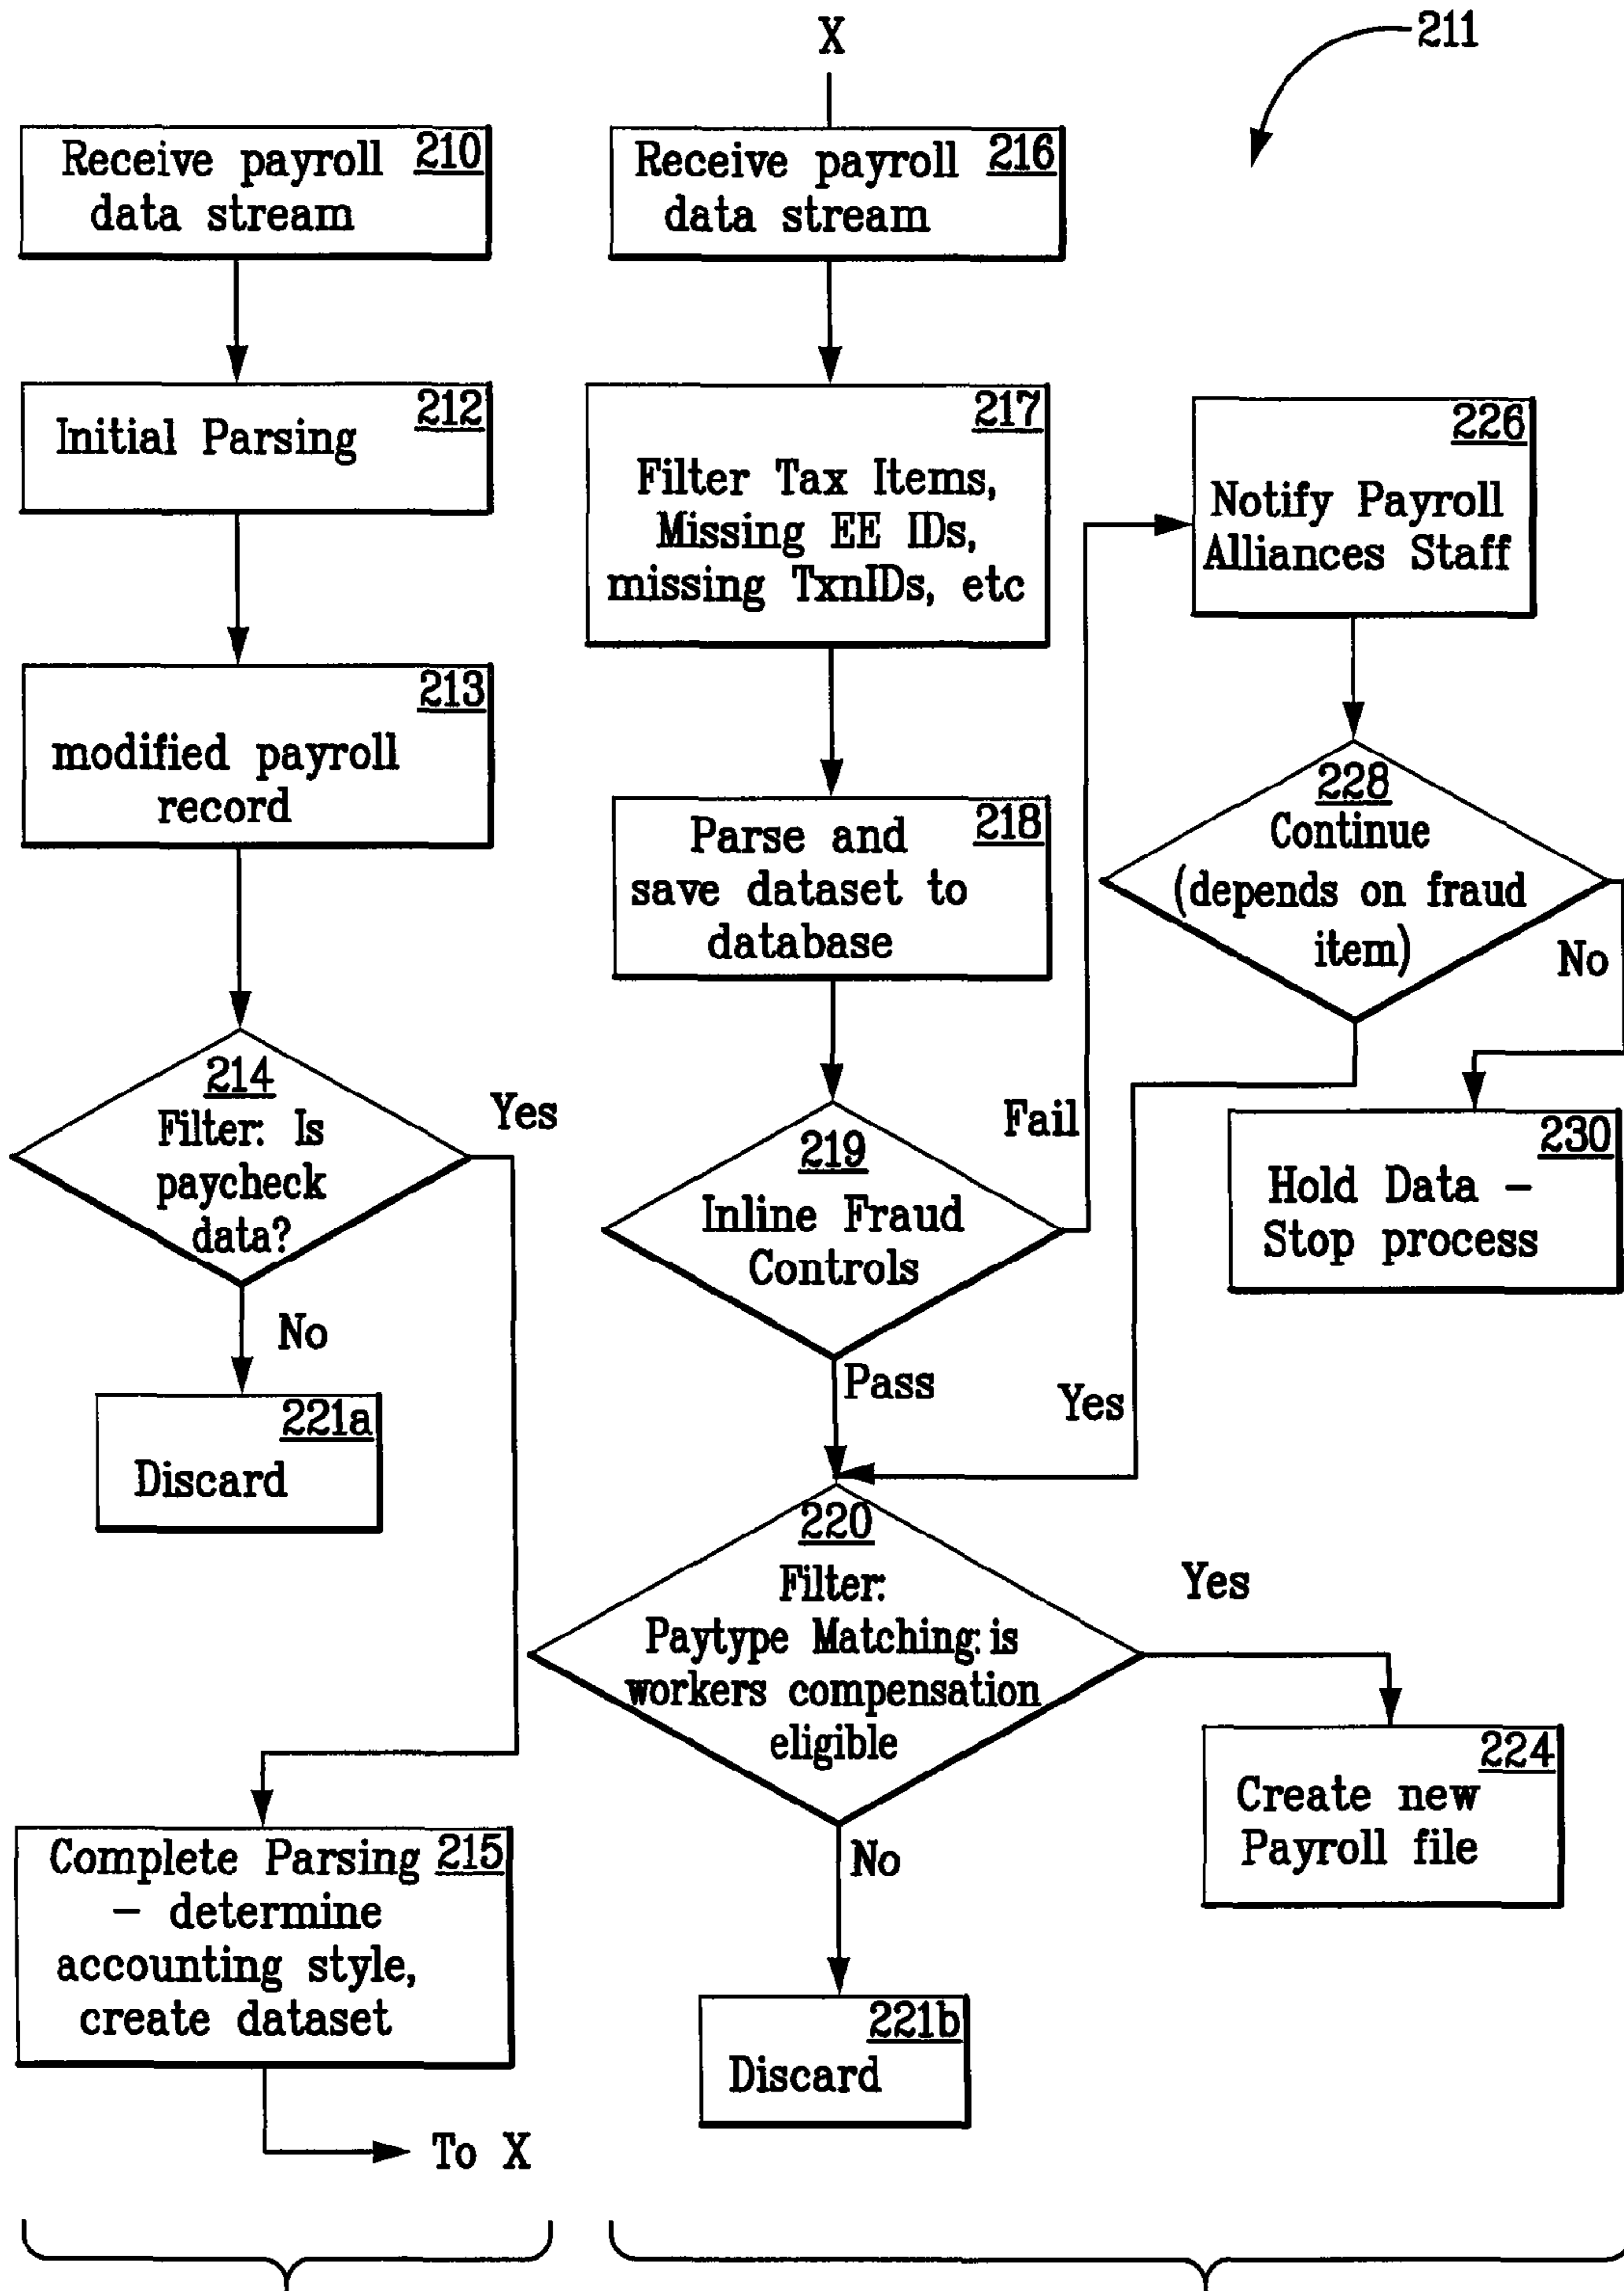 211
Receive payroll 210
data stream
Initial Parsing
212
213
modified payroll
record
214
Filter: Is
paycheck
data?
Yes
No
221a
Discard
Complete Parsing 215
- determine
accounting style,
create dataset
To X
X
Receive payroll 216
data stream
217
Filter Tax Items,
Missing EE IDs,
missing TxnIDs, etc
Parse and 218
save dataset to
database
219
Inline Fraud
Controls
Fail
Pass
226
Notify Payroll
Alliances Staff
228
Continue
(depends on fraud
item)
No
Yes
230
Hold Data -
Stop process
220
Filter:
Paytype Matching: is
workers compensation
eligible
Yes
No
224
Create new
Payroll file
221b
Discard